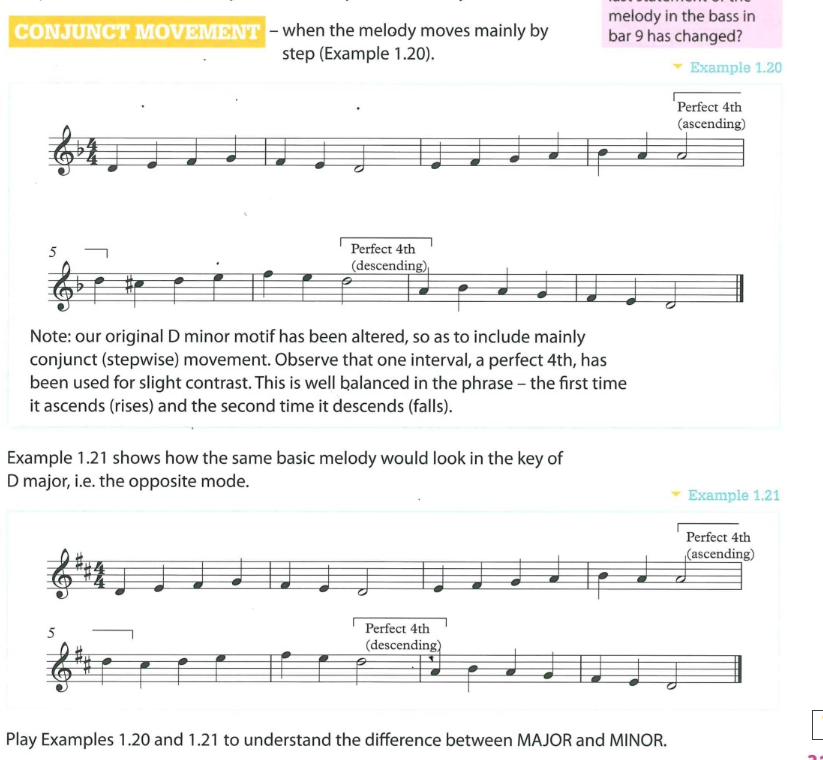 melody in the bass in
bar 9 has changed?
CONJUNCT MOVEMENT – when the melody moves mainly by
step (Example 1.20).
Example 1.20
Perfect 4th
(ascending)
4
4
5
Perfect 4th
(descending)
Note: our original D minor motif has been altered, so as to include mainly
conjunct (stepwise) movement. Observe that one interval, a perfect 4th, has
been used for slight contrast. This is well balanced in the phrase – the first time
it ascends (rises) and the second time it descends (falls).
Example 1.21 shows how the same basic melody would look in the key of
D major, i.e. the opposite mode.
Example 1.21
Perfect 4th
(ascending)
4
4
5
Perfect 4th
(descending)
Play Examples 1.20 and 1.21 to understand the difference between MAJOR and MINOR.